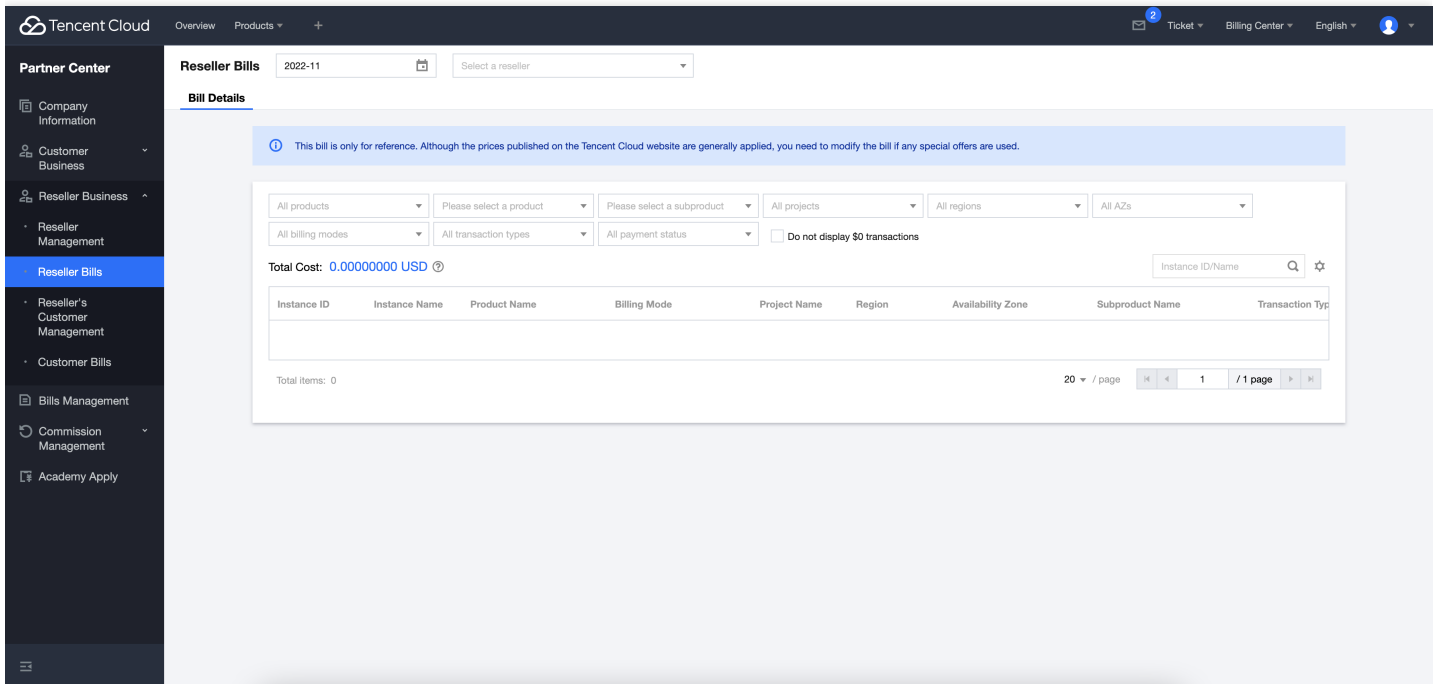 Tencent Cloud
Overview Products +
2
Ticket Billing Center English
Partner Center
Company
Information
Customer
Business
Reseller Business
Reseller
Management
Reseller Bills
Reseller's
Customer
Management
Customer Bills
Bills Management
Commission
Management
Academy Apply
Reseller Bills 2022-11 Select a reseller
Bill Details
This bill is only for reference. Although the prices published on the Tencent Cloud website are generally applied, you need to modify the bill if any special offers are used.
All products Please select a product Please select a subproduct All projects All regions All AZs
All billing modes All transaction types All payment status Do not display $0 transactions
Total Cost: 0.00000000 USD ? Instance ID/Name
Instance ID Instance Name Product Name Billing Mode Project Name Region Availability Zone Subproduct Name Transaction Typ
Total items: 0 20 / page 1 / 1 page